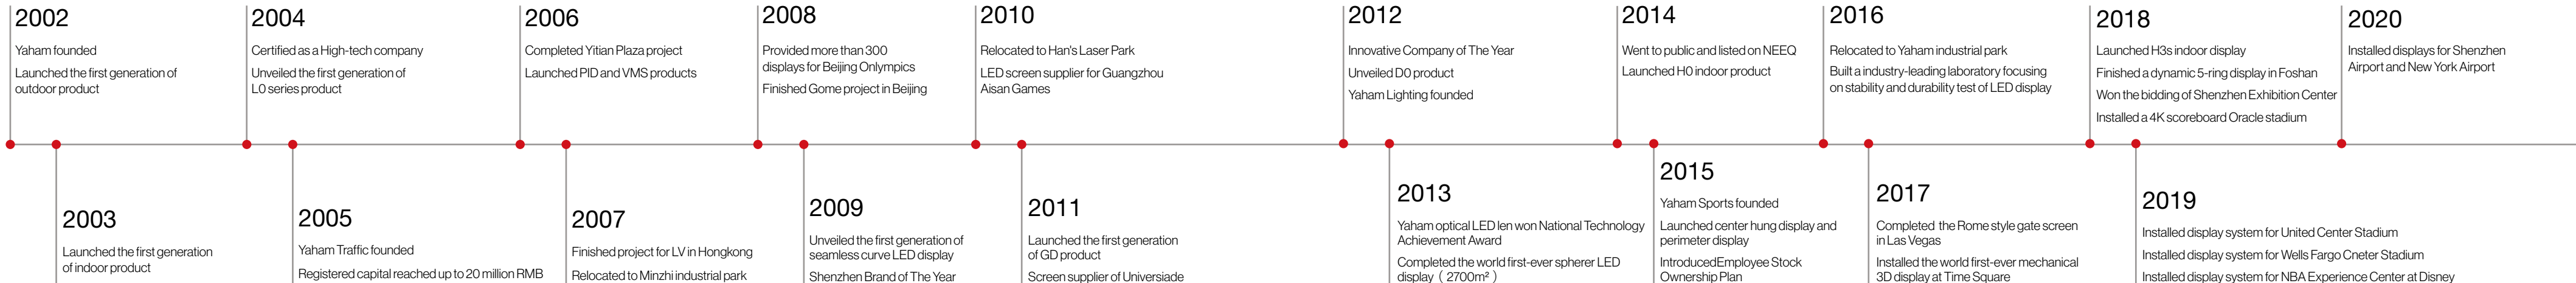 2002
Yaham founded
Launched the first generation of
outdoor product
2004
Certified as a High-tech company
Unveiled the first generation of
L0 series product
2006
Completed Yitian Plaza project
Launched PID and VMS products
2008
Provided more than 300
displays for Beijing Onlympics
Finished Gome project in Beijing
2010
Relocated to Han's Laser Park
LED screen supplier for Guangzhou
Aisan Games
2012
Innovative Company of The Year
Unveiled D0 product
Yaham Lighting founded
2014
Went to public and listed on NEEQ
Launched H0 indoor product
2016
Relocated to Yaham industrial park
Built a industry-leading laboratory focusing
on stability and durability test of LED display
2018
Launched H3s indoor display
Finished a dynamic 5-ring display in Foshan
Won the bidding of Shenzhen Exhibition Center
Installed a 4K scoreboard Oracle stadium
2020
Installed displays for Shenzhen
Airport and New York Airport
2003
Launched the first generation
of indoor product
2005
Yaham Traffic founded
Registered capital reached up to 20 million RMB
2007
Finished project for LV in Hongkong
Relocated to Minzhi industrial park
2009
Unveiled the first generation of
seamless curve LED display
Shenzhen Brand of The Year
2011
Launched the first generation
of GD product
Screen supplier of Universiade
2013
Yaham optical LED len won National Technology
Achievement Award
Completed the world first-ever spherer LED
display ( 2700m² )
2015
Yaham Sports founded
Launched center hung display and
perimeter display
IntroducedEmployee Stock
Ownership Plan
2017
Completed the Rome style gate screen
in Las Vegas
Installed the world first-ever mechanical
3D display at Time Square
2019
Installed display system for United Center Stadium
Installed display system for Wells Fargo Cneter Stadium
Installed display system for NBA Experience Center at Disney